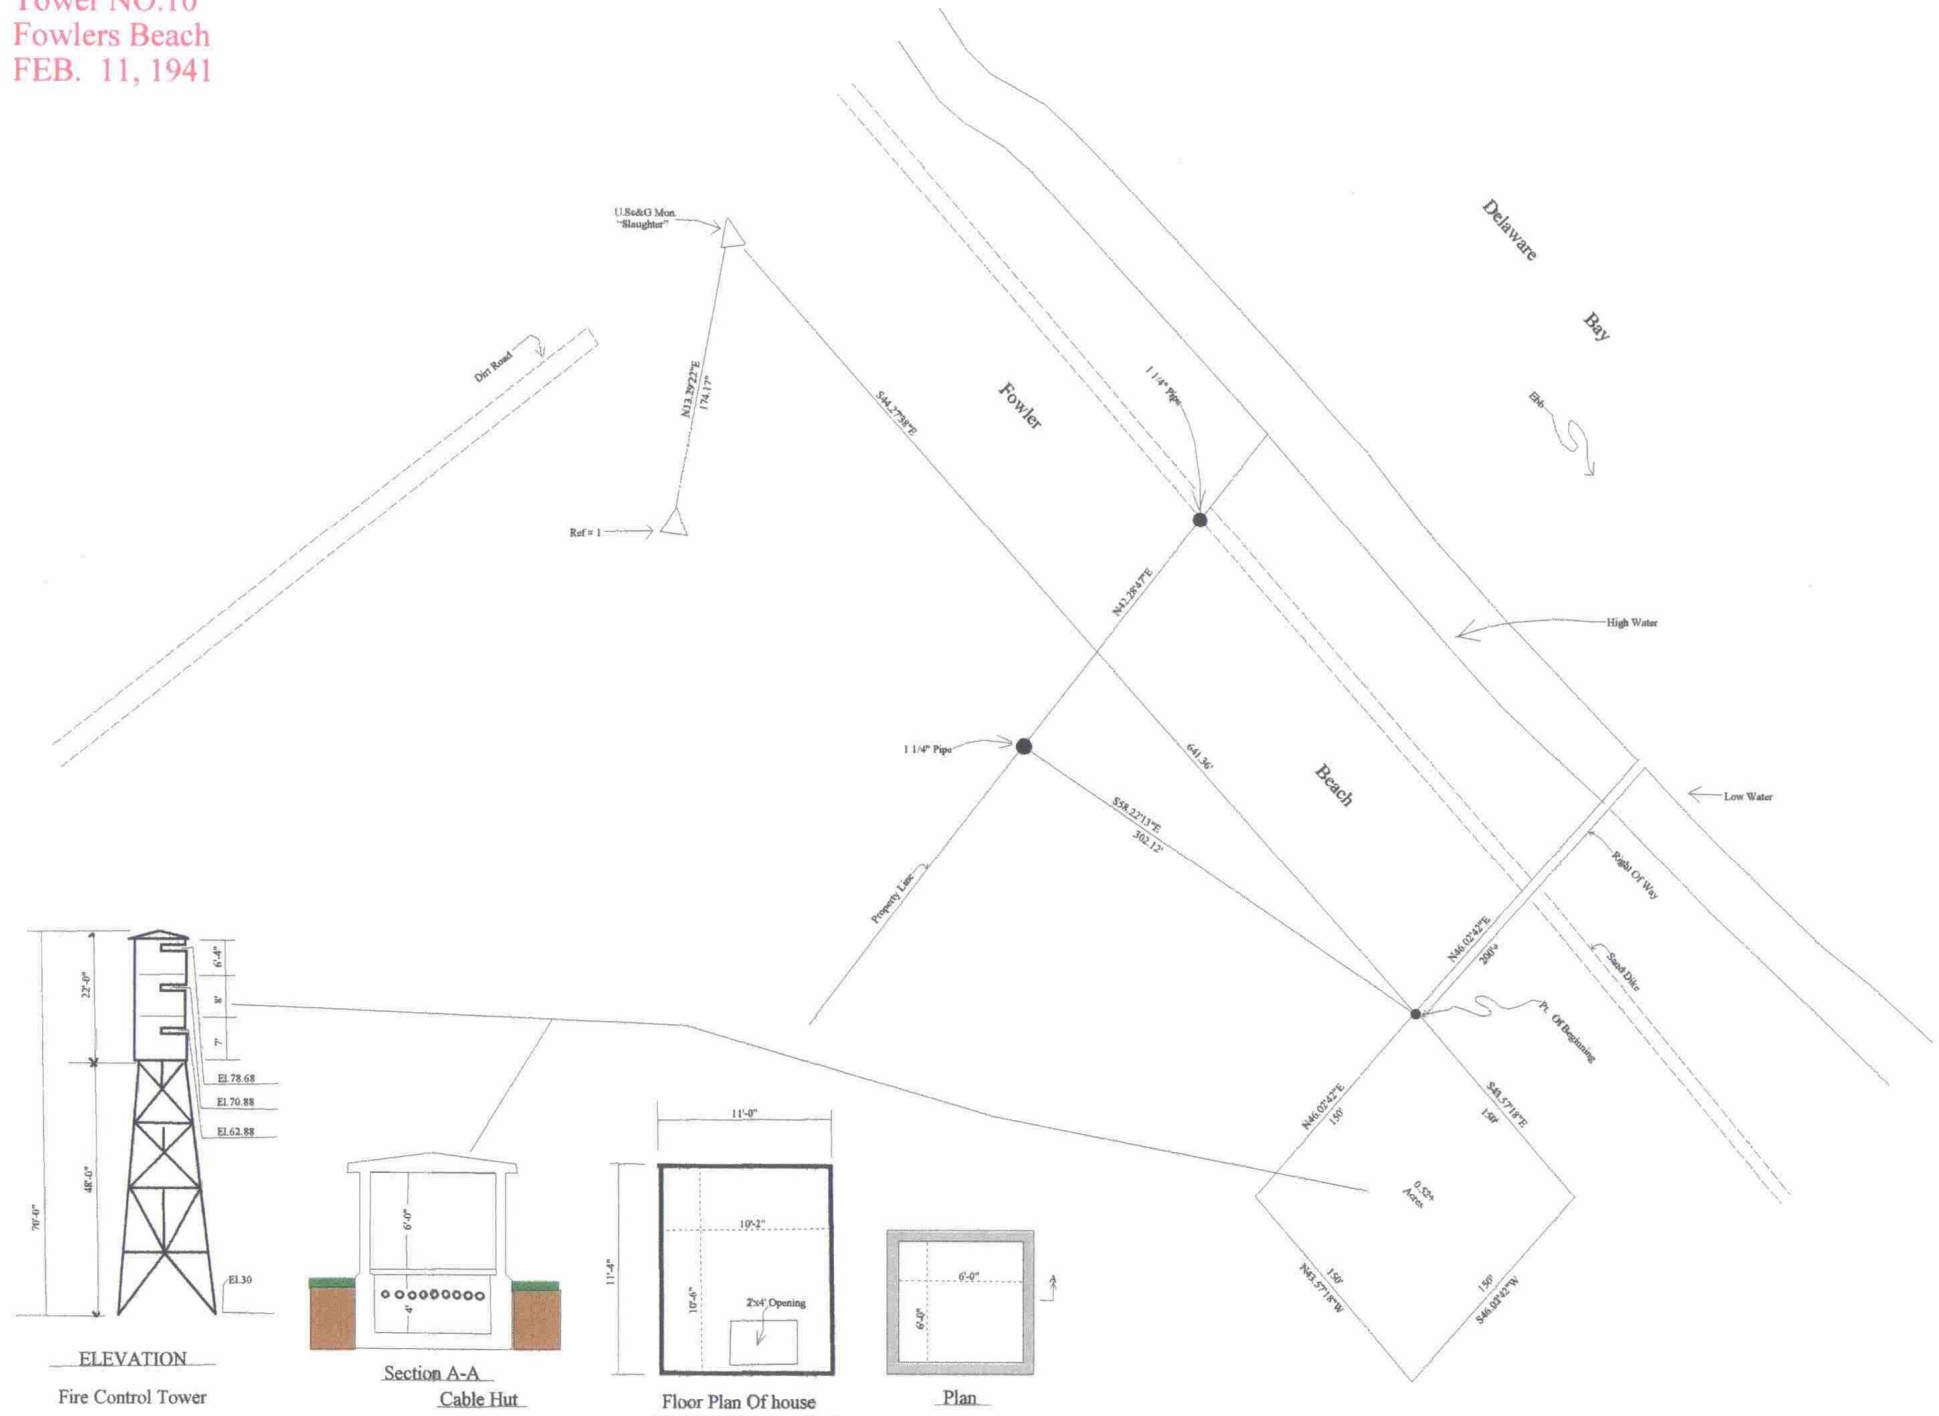 Tower NO.10
Fowlers Beach
FEB. 11, 1941
U.S&G Mon.
"Slaughter"
Dirt Road
N13.29'22"E
174.17"
Ref # 1
S44.27'38"E
Fowler
1 1/4" Pipe
Delaware
Bay
Ebb
N42.28'47"E
High Water
1 1/4" Pipe
641.36'
Beach
Low Water
S58.22'13"E
302.12'
Property Line
Right Of Way
N46.02'42"E
200'+
Sand Dike
Pt. Of Beginning
N46.02'42"E
150'
S43.57'18"E
150'
0.52+
Acres
150'
N43.57'18"W
150'
S46.02'42"W
6'-4"
22'-0"
8'
7'
El.78.68
El.70.88
El.62.88
48'-0"
70'-0"
El.30
ELEVATION
Fire Control Tower
6'-0"
4'
Section A-A
Cable Hut
11'-0"
10'-2"
11'-4"
10'-6"
2'x4' Opening
Floor Plan Of house
6'-0"
6'-0"
A
Plan